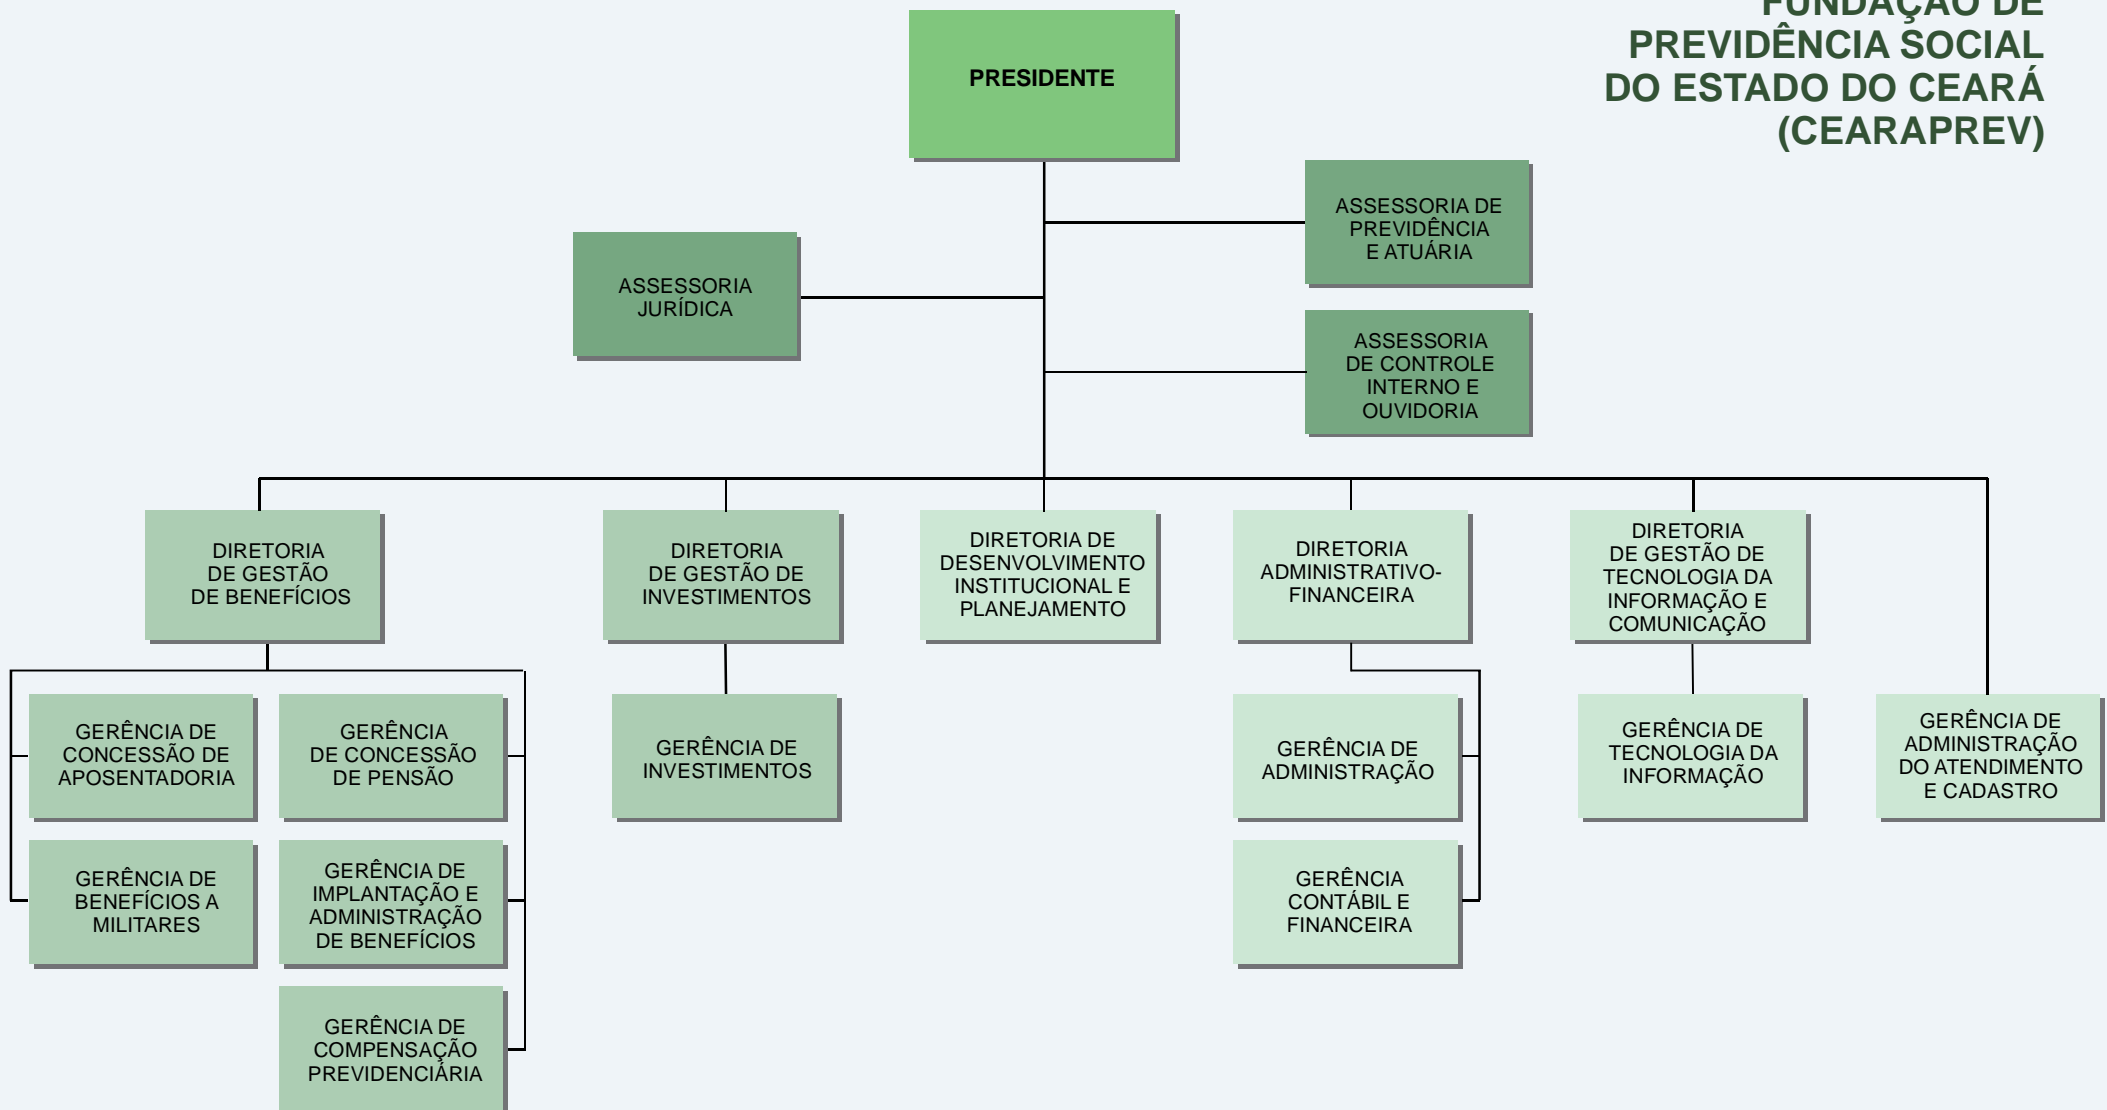 FUNDAÇÃO DE
PREVIDÊNCIA SOCIAL
DO ESTADO DO CEARÁ
(CEARAPREV)
PRESIDENTE
ASSESSORIA DE
PREVIDÊNCIA
E ATUÁRIA
ASSESSORIA
JURÍDICA
ASSESSORIA
DE CONTROLE
INTERNO E
OUVIDORIA
DIRETORIA
DE GESTÃO
DE BENEFÍCIOS
DIRETORIA
DE GESTÃO DE
INVESTIMENTOS
DIRETORIA DE
DESENVOLVIMENTO
INSTITUCIONAL E
PLANEJAMENTO
DIRETORIA
ADMINISTRATIVO-
FINANCEIRA
DIRETORIA
DE GESTÃO DE
TECNOLOGIA DA
INFORMAÇÃO E
COMUNICAÇÃO
GERÊNCIA DE
CONCESSÃO DE
APOSENTADORIA
GERÊNCIA
DE CONCESSÃO
DE PENSÃO
GERÊNCIA DE
INVESTIMENTOS
GERÊNCIA DE
ADMINISTRAÇÃO
GERÊNCIA DE
TECNOLOGIA DA
INFORMAÇÃO
GERÊNCIA DE
ADMINISTRAÇÃO
DO ATENDIMENTO
E CADASTRO
GERÊNCIA DE
BENEFÍCIOS A
MILITARES
GERÊNCIA DE
IMPLANTAÇÃO E
ADMINISTRAÇÃO
DE BENEFÍCIOS
GERÊNCIA
CONTÁBIL E
FINANCEIRA
GERÊNCIA DE
COMPENSAÇÃO
PREVIDENCIÁRIA